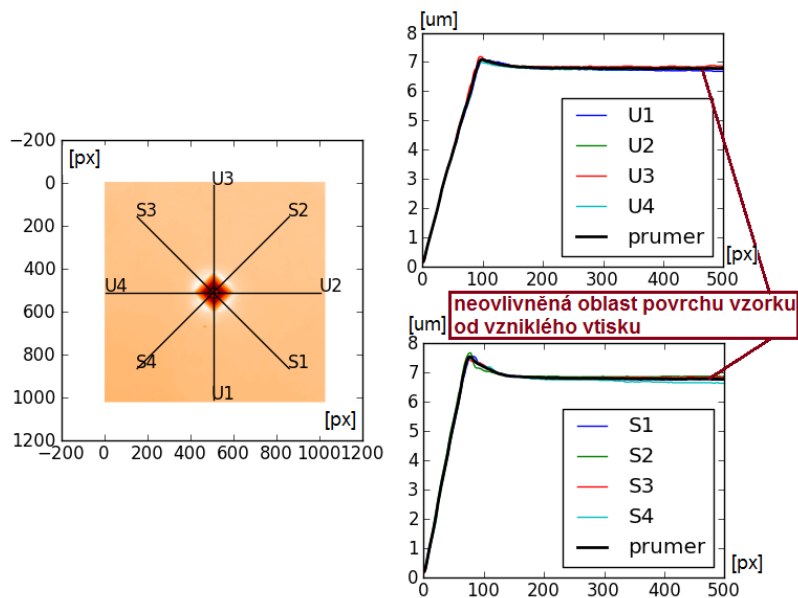 −200
0
200
400
600
800
1000
1200
−200 0 200 400 600 800 1000 1200
[px]
[px]
U3
S3
S2
U4
U2
S4
S1
U1
[um]
8
7
6
5
4
3
2
1
0
0 100 200 300 400 500
[px]
U1
U2
U3
U4
prumer
neovlivněná oblast povrchu vzorku
od vzniklého vtisku
[um]
8
7
6
5
4
3
2
1
0
0 100 200 300 400 500
[px]
S1
S2
S3
S4
prumer